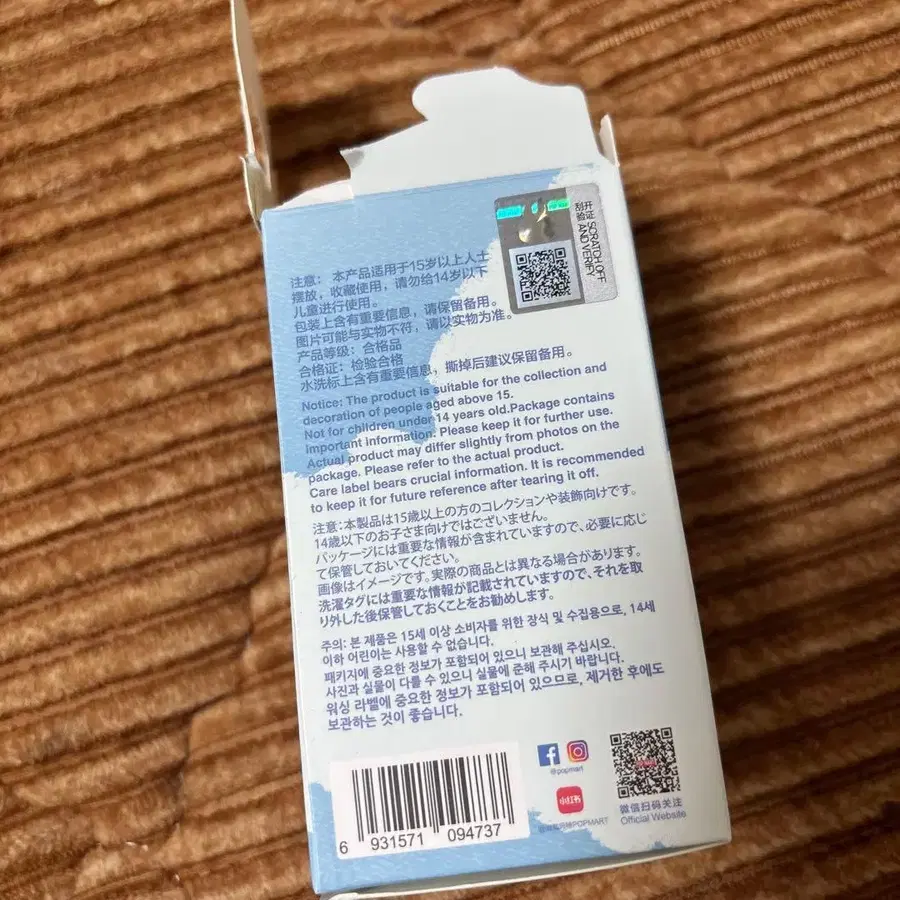 刮开
验证
SCRATCH OFF
AND VERIFY
注意： 本产品适用于15岁以上人士
摆放，收藏使用，请勿给14岁以下
儿童进行使用。
包装上含有重要信息，请保留备用。
图片可能与实物不符，请以实物为准。
产品等级：合格品
合格证：检验合格
水洗标上含有重要信息，撕掉后建议保留备用。
Notice: The product is suitable for the collection and
decoration of people aged above 15.
Not for children under 14 years old.Package contains
important information. Please keep it for further use.
Actual product may differ slightly from photos on the
package. Please refer to the actual product.
Care label bears crucial information. It is recommended
to keep it for future reference after tearing it off.
注意：本製品は15歳以上の方のコレクションや装飾向けです。
14歳以下のお子さま向けではございません。
パッケージには重要な情報が含まれていますので、必要に応じ
て保管しておいてください。
画像はイメージです。実際の商品とは異なる場合があります。
洗濯タグには重要な情報が記載されていますので、それを取
り外した後保管しておくことをお勧めします。
주의: 본 제품은 15세 이상 소비자를 위한 장식 및 수집용으로, 14세
이하 어린이는 사용할 수 없습니다.
패키지에 중요한 정보가 포함되어 있으니 보관해 주십시오.
사진과 실물이 다를 수 있으니 실물에 준해 주시기 바랍니다.
워싱 라벨에 중요한 정보가 포함되어 있으므로, 제거한 후에도
보관하는 것이 좋습니다.
@popmart
小红书
POPMART
微信扫码关注
Official Website
6 931571 094737